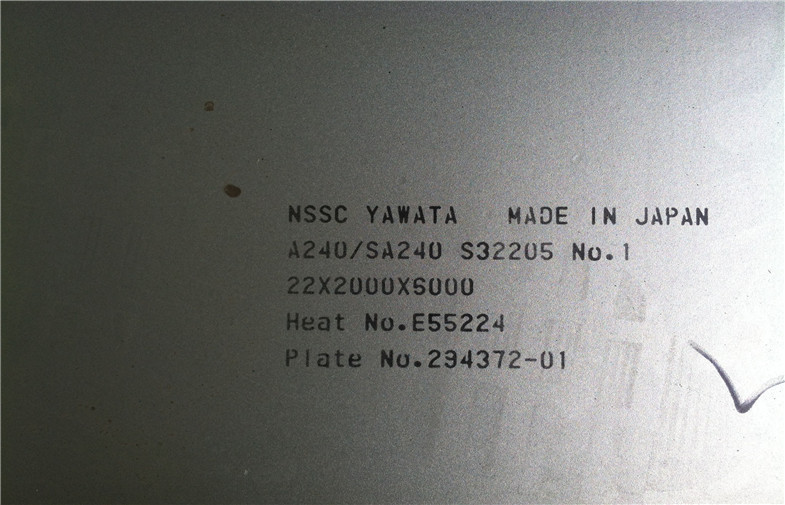 NSSC YAWATA MADE IN JAPAN
A240/SA240 S32205 No.1
22X2000X6000
Heat No.E55224
Plate No.294372-01